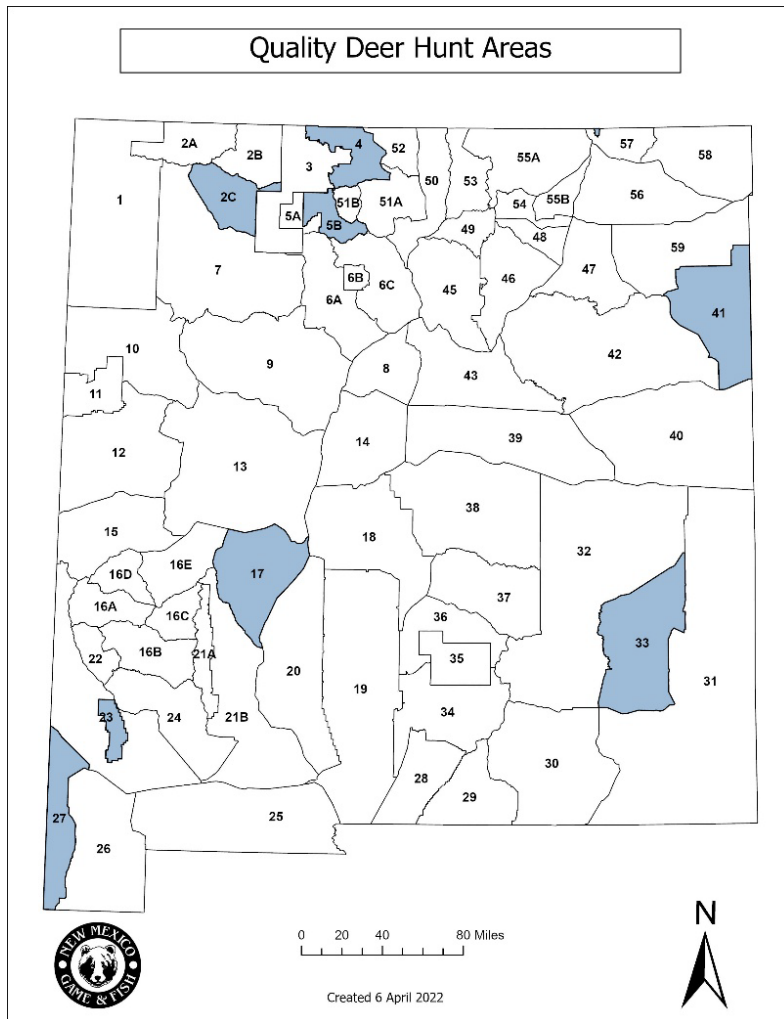 Quality Deer Hunt Areas
2A
2B
3
4
52
50
53
55A
57
58
1
2C
5A
5B
51B
51A
54
55B
56
49
48
59
7
6A
6B
6C
45
46
47
41
10
9
8
43
42
11
12
13
14
39
40
15
16E
17
18
38
32
16D
16A
16C
37
36
22
16B
21A
20
19
35
33
31
23
24
21B
34
28
29
30
27
26
25
NEW MEXICO
GAME & FISH
0 20 40 80 Miles
Created 6 April 2022
N